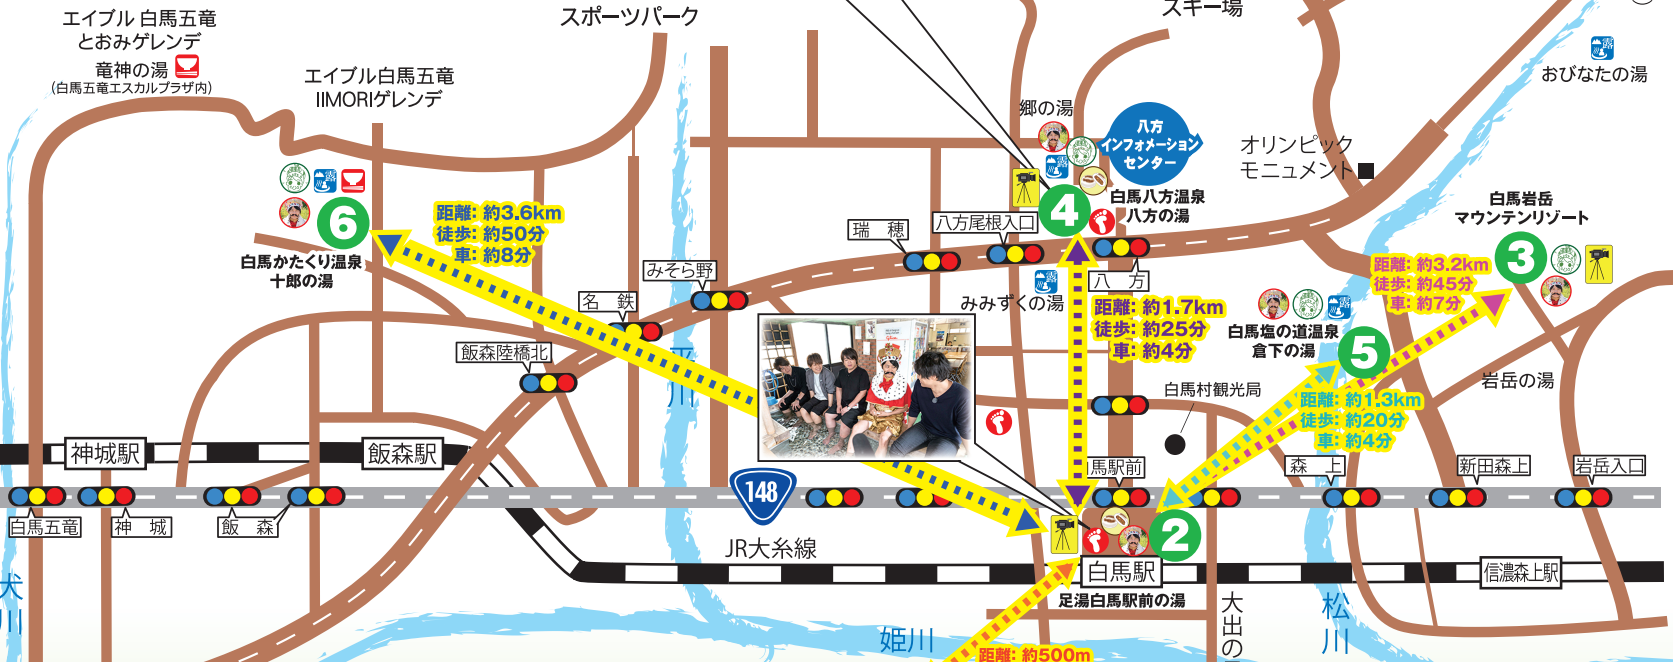 エイブル 白馬五竜
とおみゲレンデ
竜神の湯
(白馬五竜エスカルプラザ内)
エイブル白馬五竜
IIMORIゲレンデ
スポーツパーク
スキー場
露
おびなたの湯
郷の湯
八方
インフォメーション
センター
オリンピック
モニュメント
露
露
6
白馬かたくり温泉
十郎の湯
距離: 約3.6km
徒歩: 約50分
車: 約8分
4
白馬八方温泉
八方の湯
白馬岩岳
マウンテンリゾート
3
瑞穂
八方尾根入口
八方
露
みみずくの湯
みそら野
名鉄
飯森陸橋北
平川
距離: 約1.7km
徒歩: 約25分
車: 約4分
距離: 約3.2km
徒歩: 約45分
車: 約7分
露
白馬塩の道温泉
倉下の湯
5
岩岳の湯
白馬村観光局
距離: 約1.3km
徒歩: 約20分
車: 約4分
神城駅
飯森駅
馬駅前
森上
新田森上
岩岳入口
148
白馬五竜
神城
飯森
JR大糸線
2
白馬駅
足湯白馬駅前の湯
信濃森上駅
犬川
姫川
松川
大出の
距離: 約500m